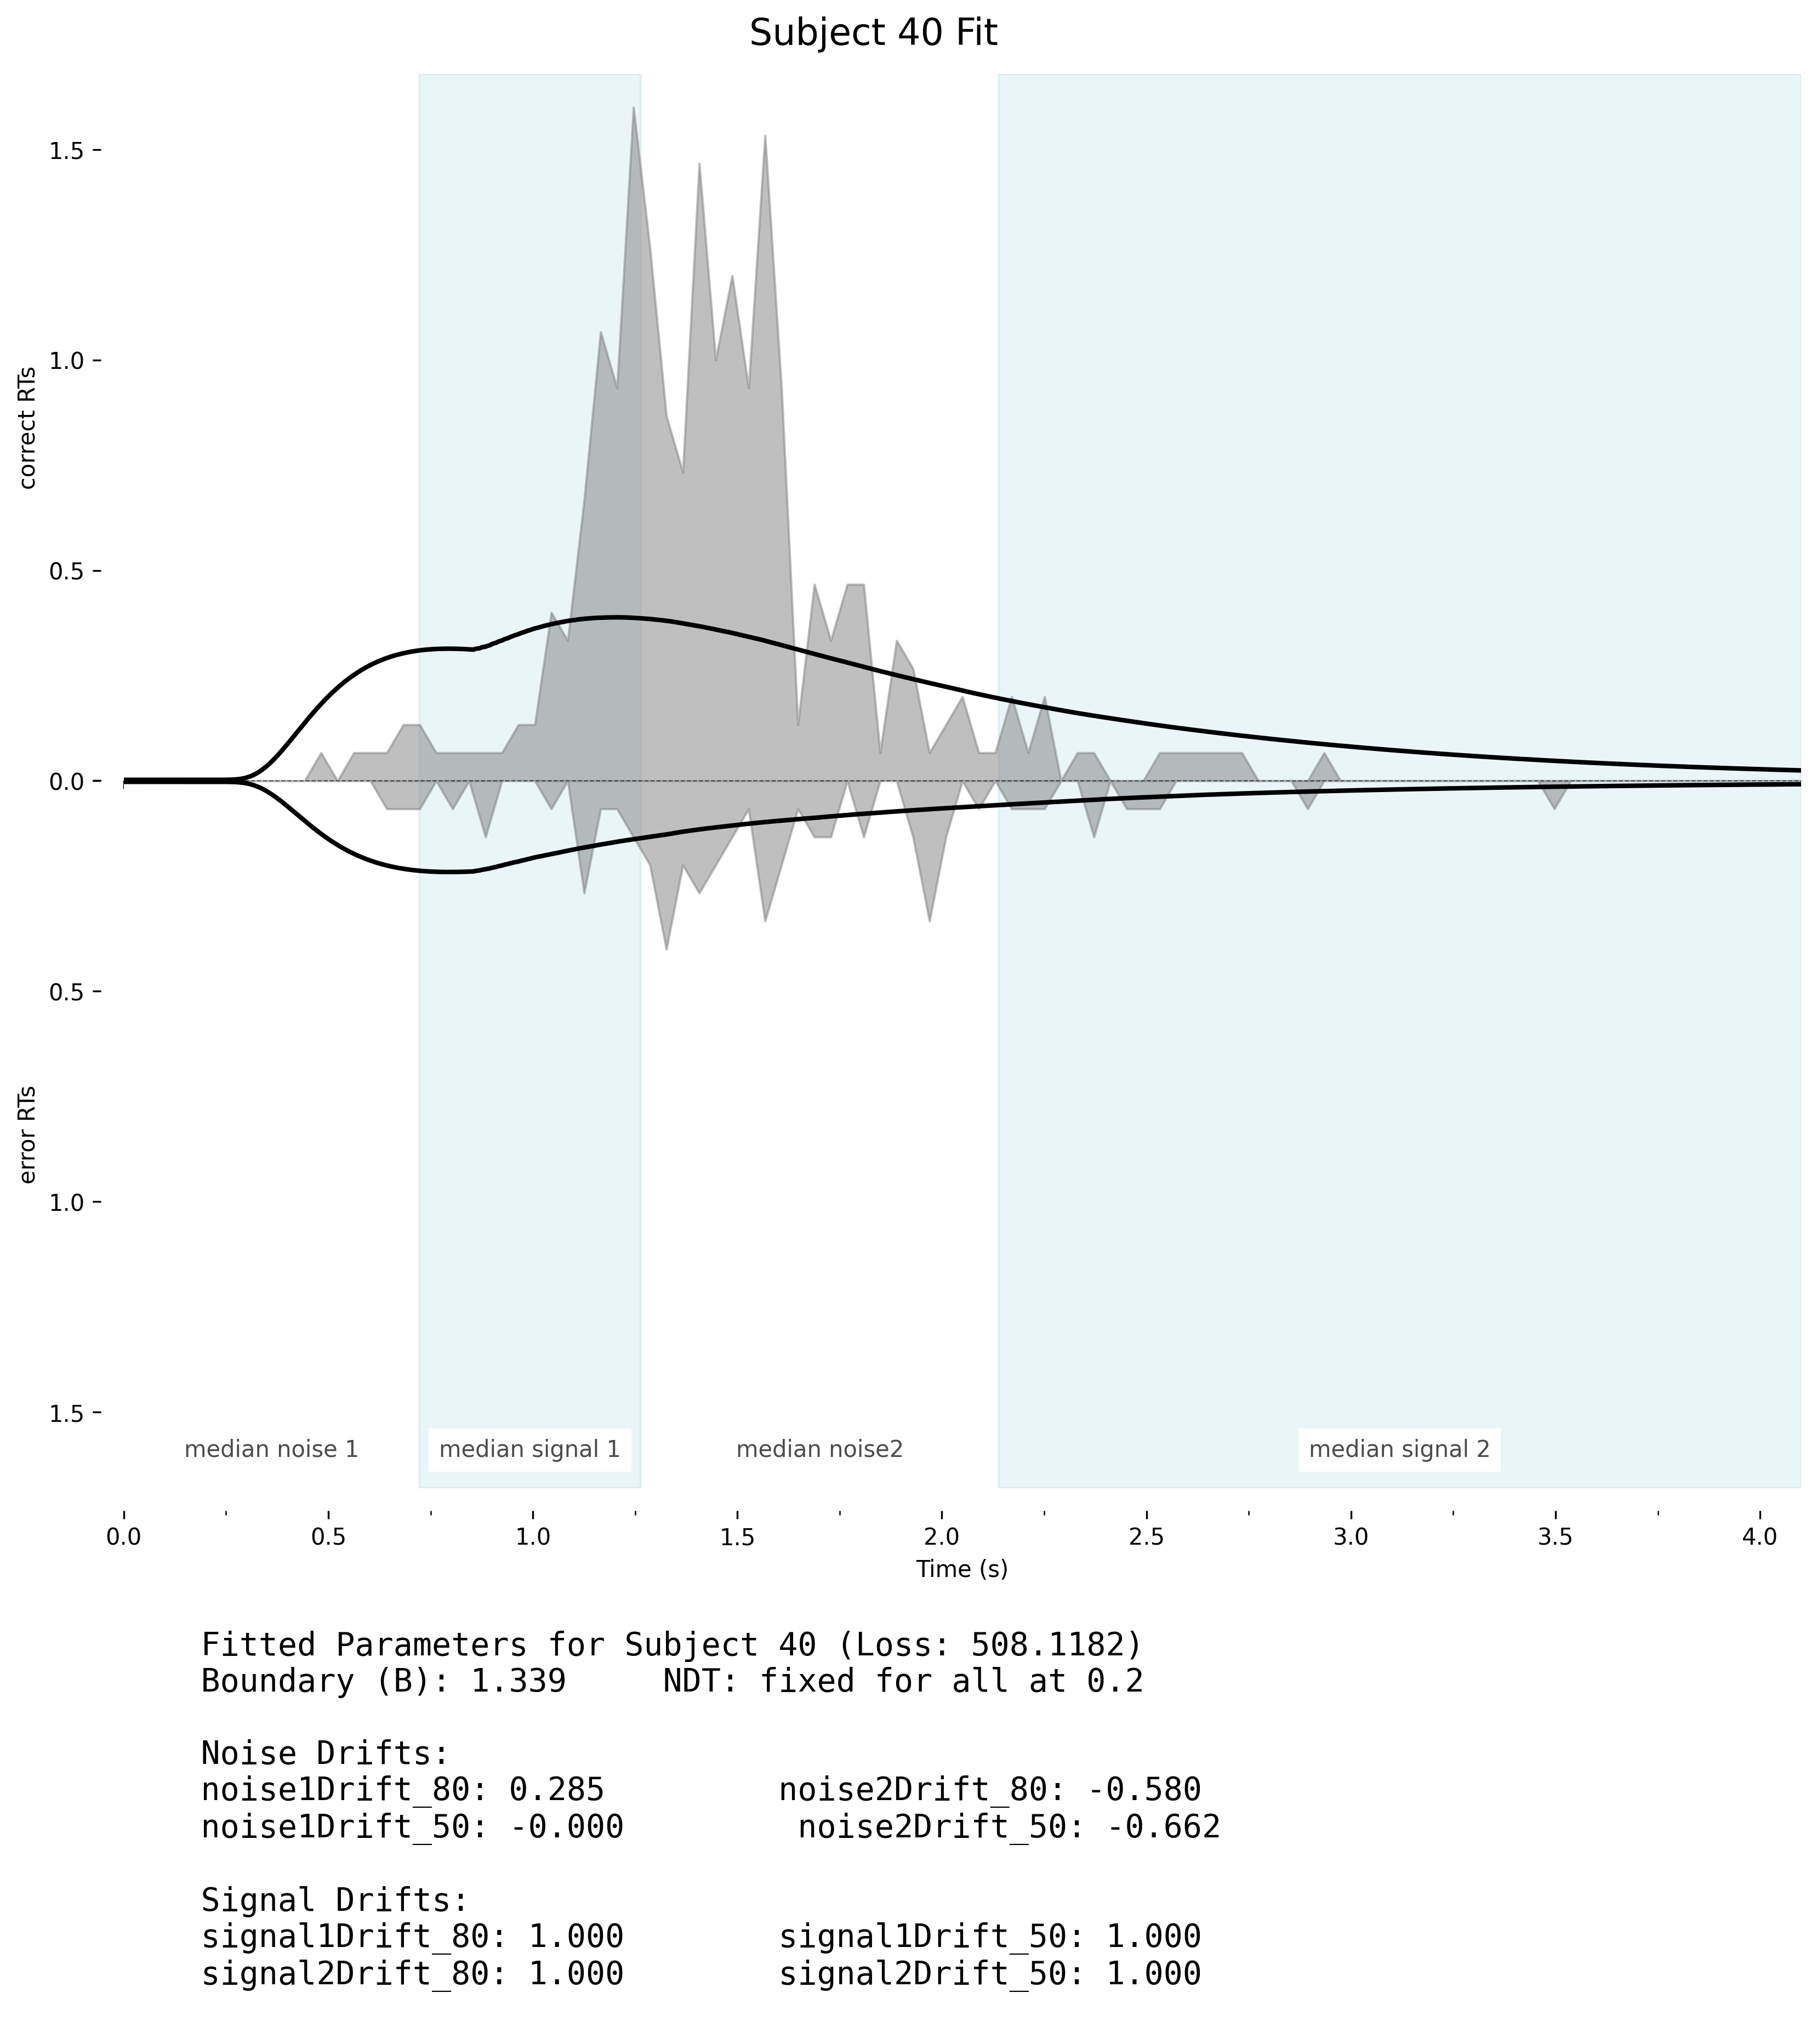 Subject 40 Fit
1.5
1.0
0.5
0.0
0.5
1.0
1.5
correct RTs
error RTs
median noise 1
median signal 1
median noise2
median signal 2
0.0 0.5 1.0 1.5 2.0 2.5 3.0 3.5 4.0
Time (s)
Fitted Parameters for Subject 40 (Loss: 508.1182)
Boundary (B): 1.339 NDT: fixed for all at 0.2
Noise Drifts:
noise1Drift_80: 0.285 noise2Drift_80: -0.580
noise1Drift_50: -0.000 noise2Drift_50: -0.662
Signal Drifts:
signal1Drift_80: 1.000 signal1Drift_50: 1.000
signal2Drift_80: 1.000 signal2Drift_50: 1.000